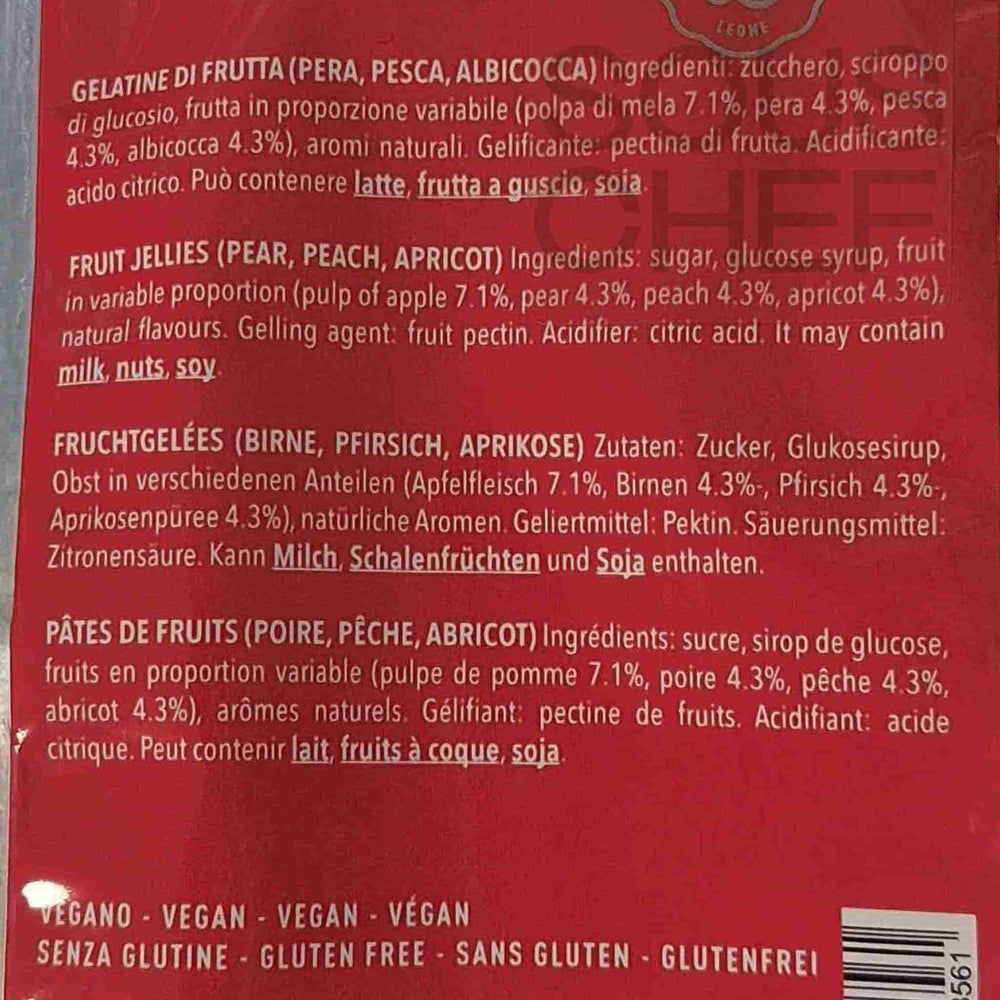 LEONE
SOUS
CHEF
GELATINE DI FRUTTA (PERA, PESCA, ALBICOCCA) Ingredienti: zucchero, sciroppo
di glucosio, frutta in proporzione variabile (polpa di mela 7.1%, pera 4.3%, pesca
4.3%, albicocca 4.3%), aromi naturali. Gelificante: pectina di frutta. Acidificante:
acido citrico. Può contenere latte, frutta a guscio, soia.
FRUIT JELLIES (PEAR, PEACH, APRICOT) Ingredients: sugar, glucose syrup, fruit
in variable proportion (pulp of apple 7.1%, pear 4.3%, peach 4.3%, apricot 4.3%),
natural flavours. Gelling agent: fruit pectin. Acidifier: citric acid. It may contain
milk, nuts, soy
FRUCHTGELÉES (BIRNE, PFIRSICH, APRIKOSE) Zutaten: Zucker, Glukosesirup,
Obst in verschiedenen Anteilen (Apfelfleisch 7.1%, Birnen 4.3%-, Pfirsich 4.3%-,
Aprikosenpüree 4.3%), natürliche Aromen. Geliertmittel: Pektin. Säuerungsmittel:
Zitronensäure. Kann Milch, Schalenfrüchten und Soja enthalten.
PÂTES DE FRUITS (POIRE, PÊCHE, ABRICOT) Ingrédients: sucre, sirop de glucose,
fruits en proportion variable (pulpe de pomme 7.1%, poire 4.3%, pêche 4.3%,
abricot 4.3%), arômes naturels. Gélifiant: pectine de fruits. Acidifiant: acide
citrique. Peut contenir lait, fruits à coque, soja.
VEGANO - VEGAN - VEGAN - VÉGAN
SENZA GLUTINE - GLUTEN FREE - SANS GLUTEN - GLUTENFREI
561